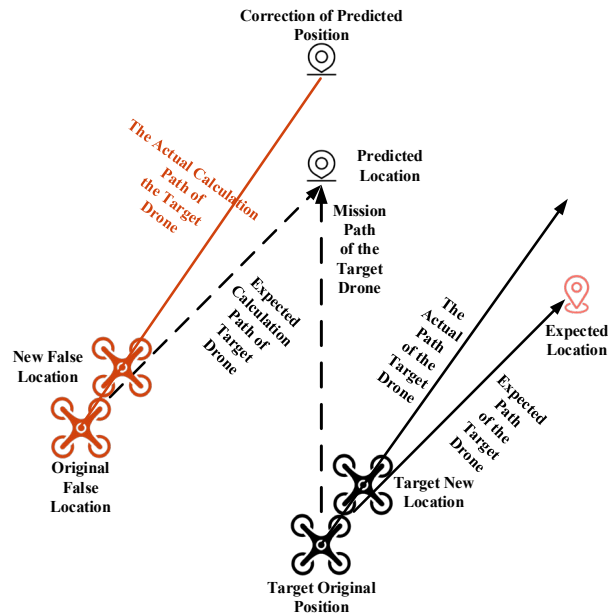 Correction of Predicted
Position
The Actual Calculation
Path of
the Target
Drone
Predicted
Location
Mission
Path
of the
Target
Drone
Expected
Calculation
Path of
Target
Drone
The
Actual
Path
of the
Target
Drone
Expected
Location
New False
Location
Expected
Path
of the
Target
Drone
Original
False
Location
Target New
Location
Target Original
Position